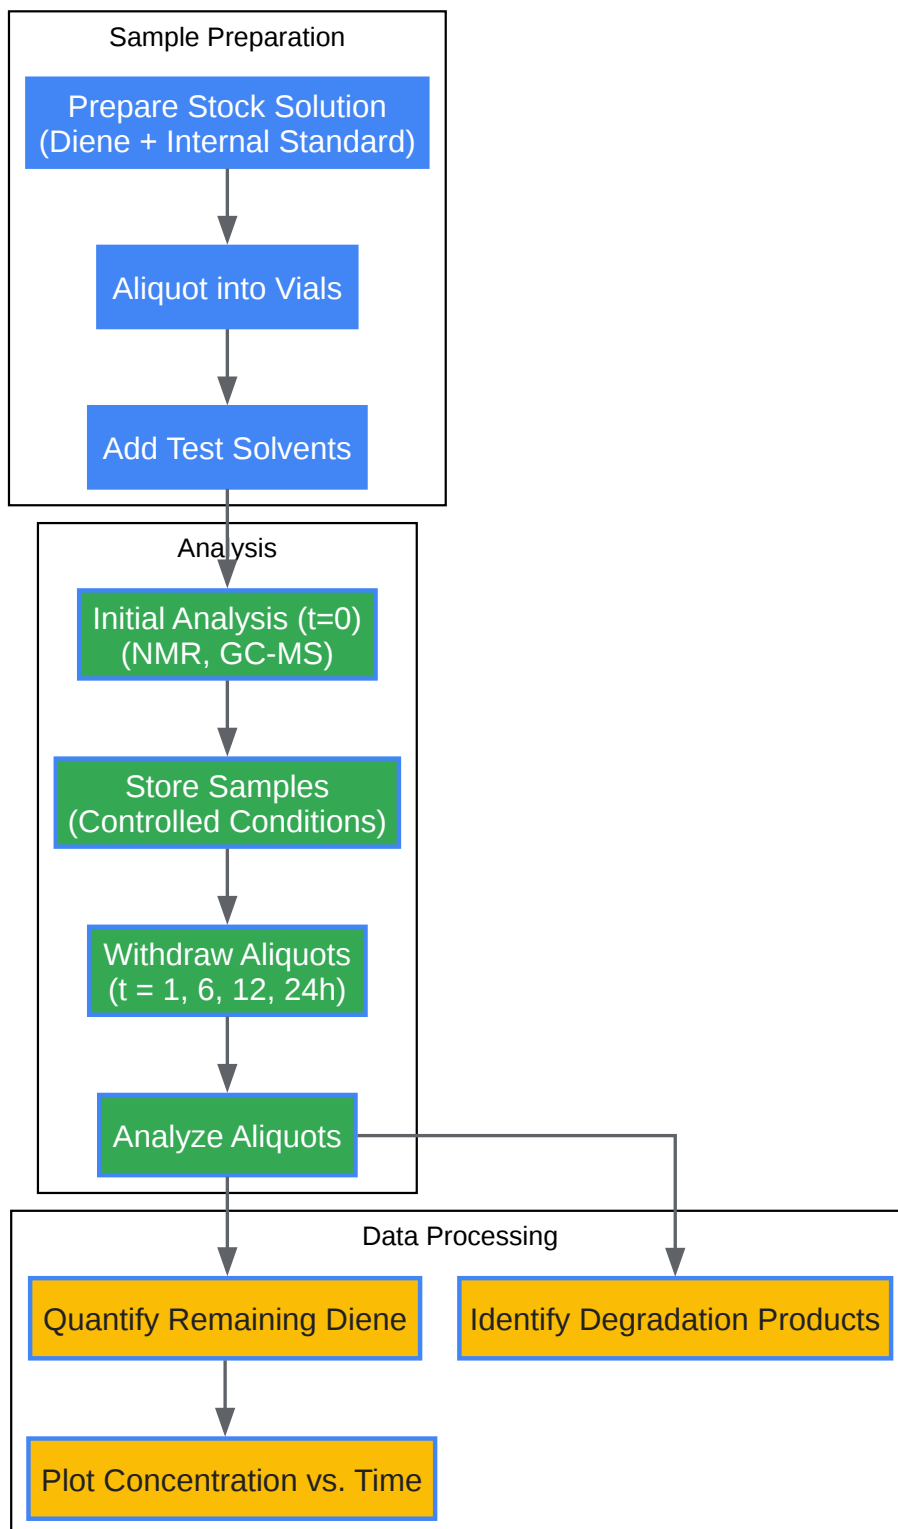 Sample Preparation
Prepare Stock Solution
(Diene + Internal Standard)
Aliquot into Vials
Add Test Solvents
Analysis
Initial Analysis (t=0)
(NMR, GC-MS)
Store Samples
(Controlled Conditions)
Withdraw Aliquots
(t = 1, 6, 12, 24h)
Analyze Aliquots
Data Processing
Quantify Remaining Diene
Identify Degradation Products
Plot Concentration vs. Time